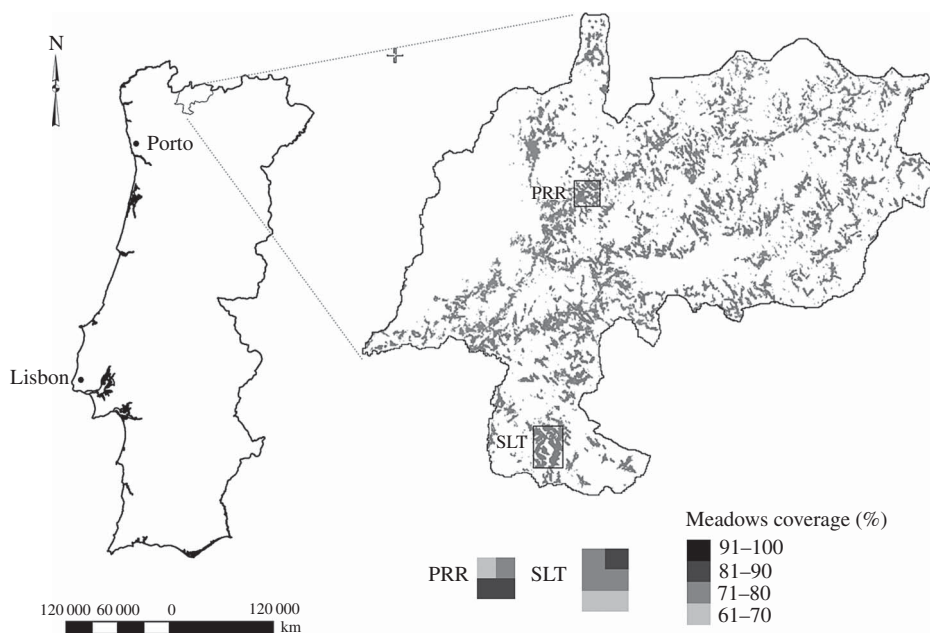 N
Porto
PRR
Lisbon
SLT
Meadows coverage (%)
91–100
PRR SLT
81–90
71–80
61–70
120 000 60 000 0 120 000
km